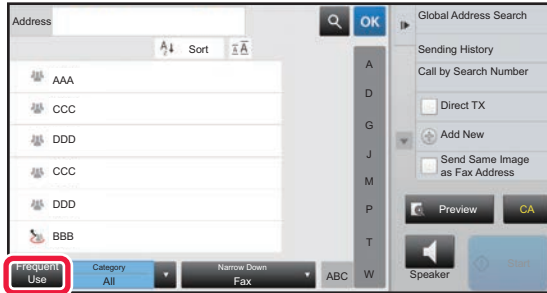 Address
OK
Sort
AAA
CCC
DDD
CCC
DDD
BBB
A
D
G
J
M
P
T
W
Frequent
Use
Category
All
Narrow Down
Fax
ABC
Global Address Search
Sending History
Call by Search Number
Direct TX
Add New
Send Same Image
as Fax Address
Preview
CA
Speaker
Start